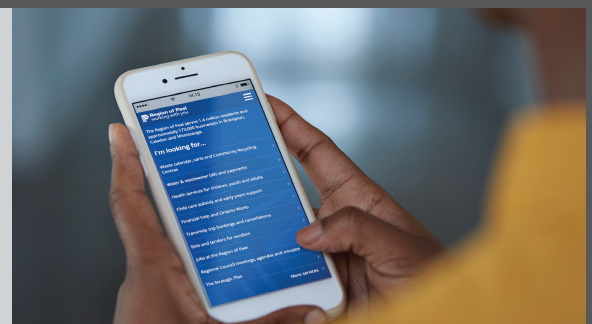 14:15
Region of Peel
working with you
The Region of Peel serves 1.4 million residents and
approximately 173,000 businesses in Brampton,
Caledon and Mississauga.
I'm looking for...
Waste calendar, carts and Community Recycling
Centres
Water & wastewater bills and payments
Health services for children, youth and adults
Child care subsidy and early years support
Financial help and Ontario Works
TransHelp trip bookings and cancellations
Bids and tenders for vendors
Jobs at the Region of Peel
Regional Council meetings, agendas and minutes
The Strategic Plan
More services